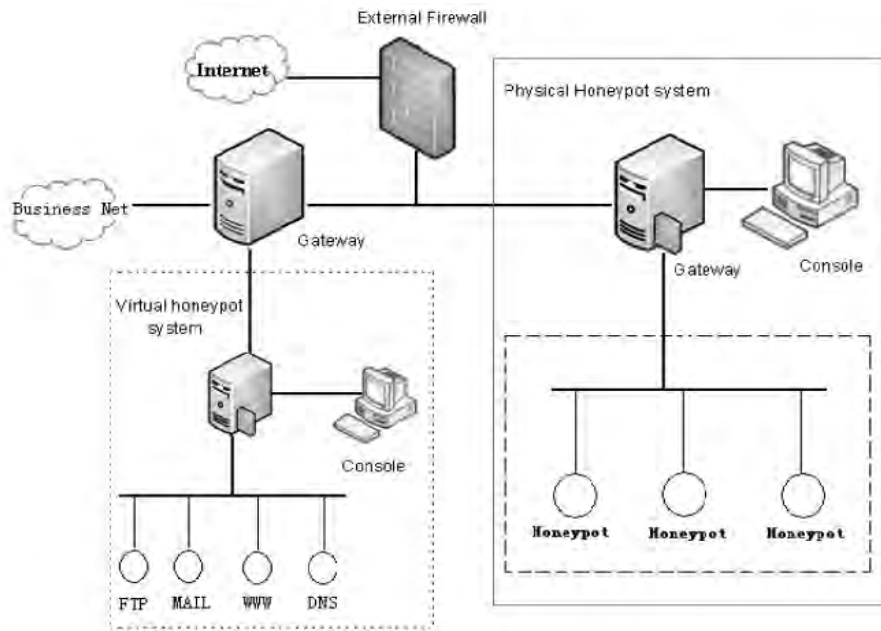 External Firewall
Internet
Physical Honeypot system
Business Net
Gateway
Gateway
Console
Virtual honeypot
system
Console
Honeypot
Honeypot
Honeypot
FTP
MAIL
WWW
DNS